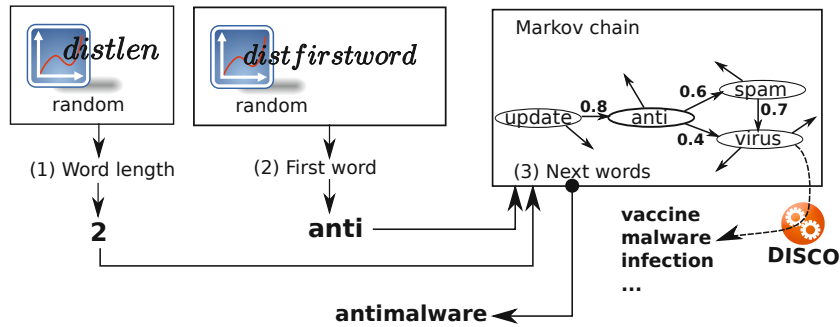 distlen
random
(1) Word length
2
distfirstword
random
(2) First word
anti
Markov chain
update
0.8
anti
0.6
spam
0.7
0.4
virus
(3) Next words
vaccine
malware
infection
...
DISCO
antimalware